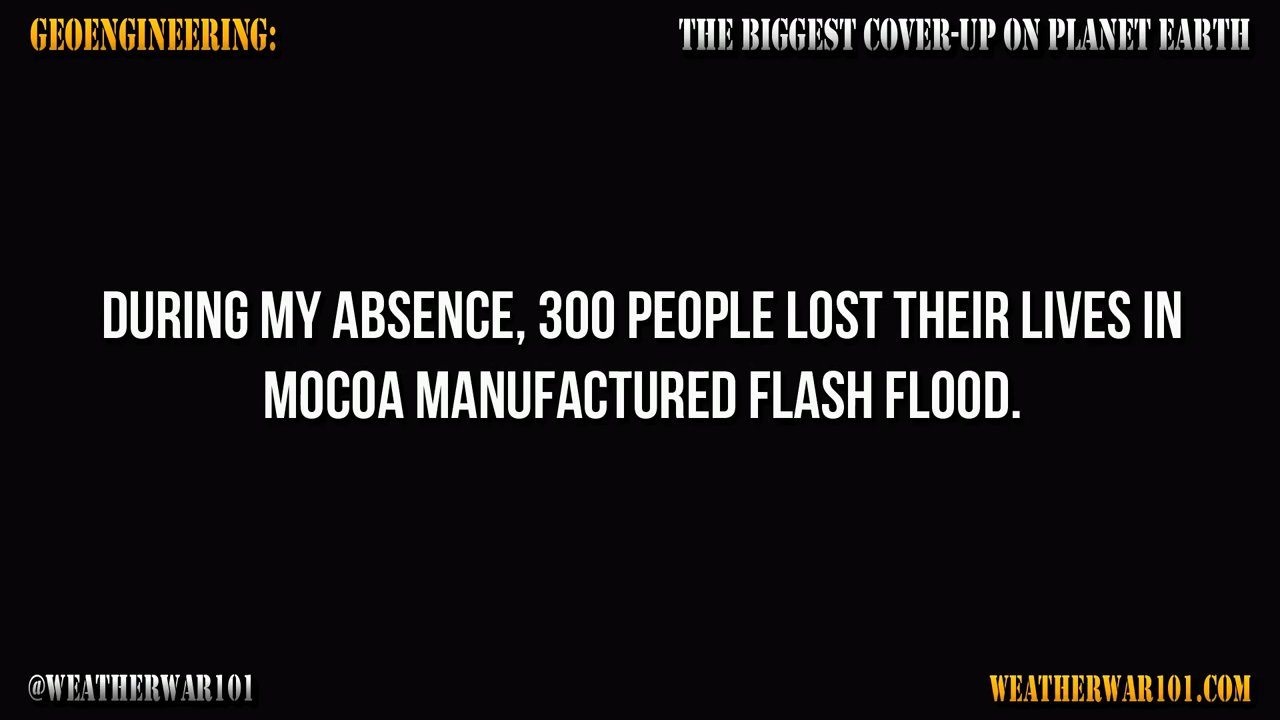 GEOENGINEERING:
THE BIGGEST COVER-UP ON PLANET EARTH
DURING MY ABSENCE, 300 PEOPLE LOST THEIR LIVES IN
MOCOA MANUFACTURED FLASH FLOOD.
@WEATHERWAR101
WEATHERWAR101.COM